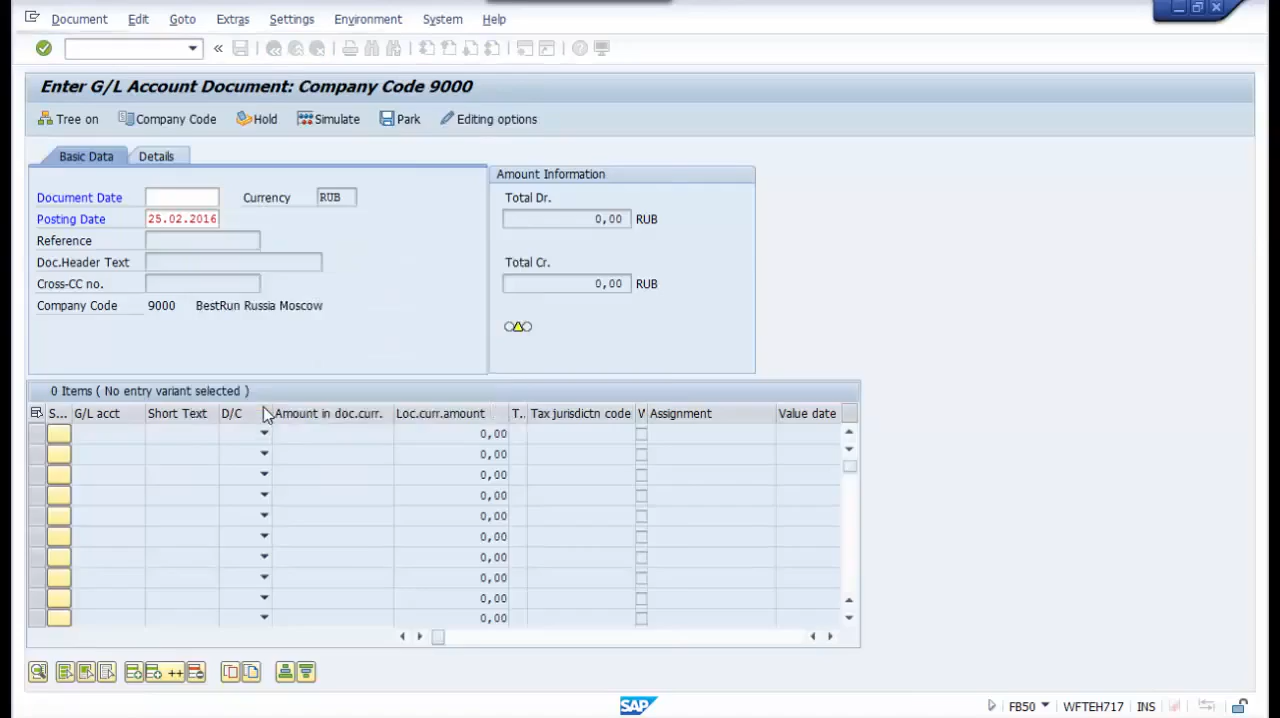 Document Edit Goto Extras Settings Environment System Help
Enter G/L Account Document: Company Code 9000
Tree on Company Code Hold Simulate Park Editing options
Basic Data Details
Amount Information
Document Date Currency RUB
Total Dr.
Posting Date 25.02.2016
0,00 RUB
Reference
Doc.Header Text
Total Cr.
Cross-CC no.
0,00 RUB
Company Code 9000 BestRun Russia Moscow
0 Items ( No entry variant selected )
S... G/L acct Short Text D/C Amount in doc.curr. Loc.curr.amount T.. Tax jurisdictn code V Assignment Value date
0,00
0,00
0,00
0,00
0,00
0,00
0,00
0,00
0,00
0,00
SAP
FB50 WFTEH717 INS